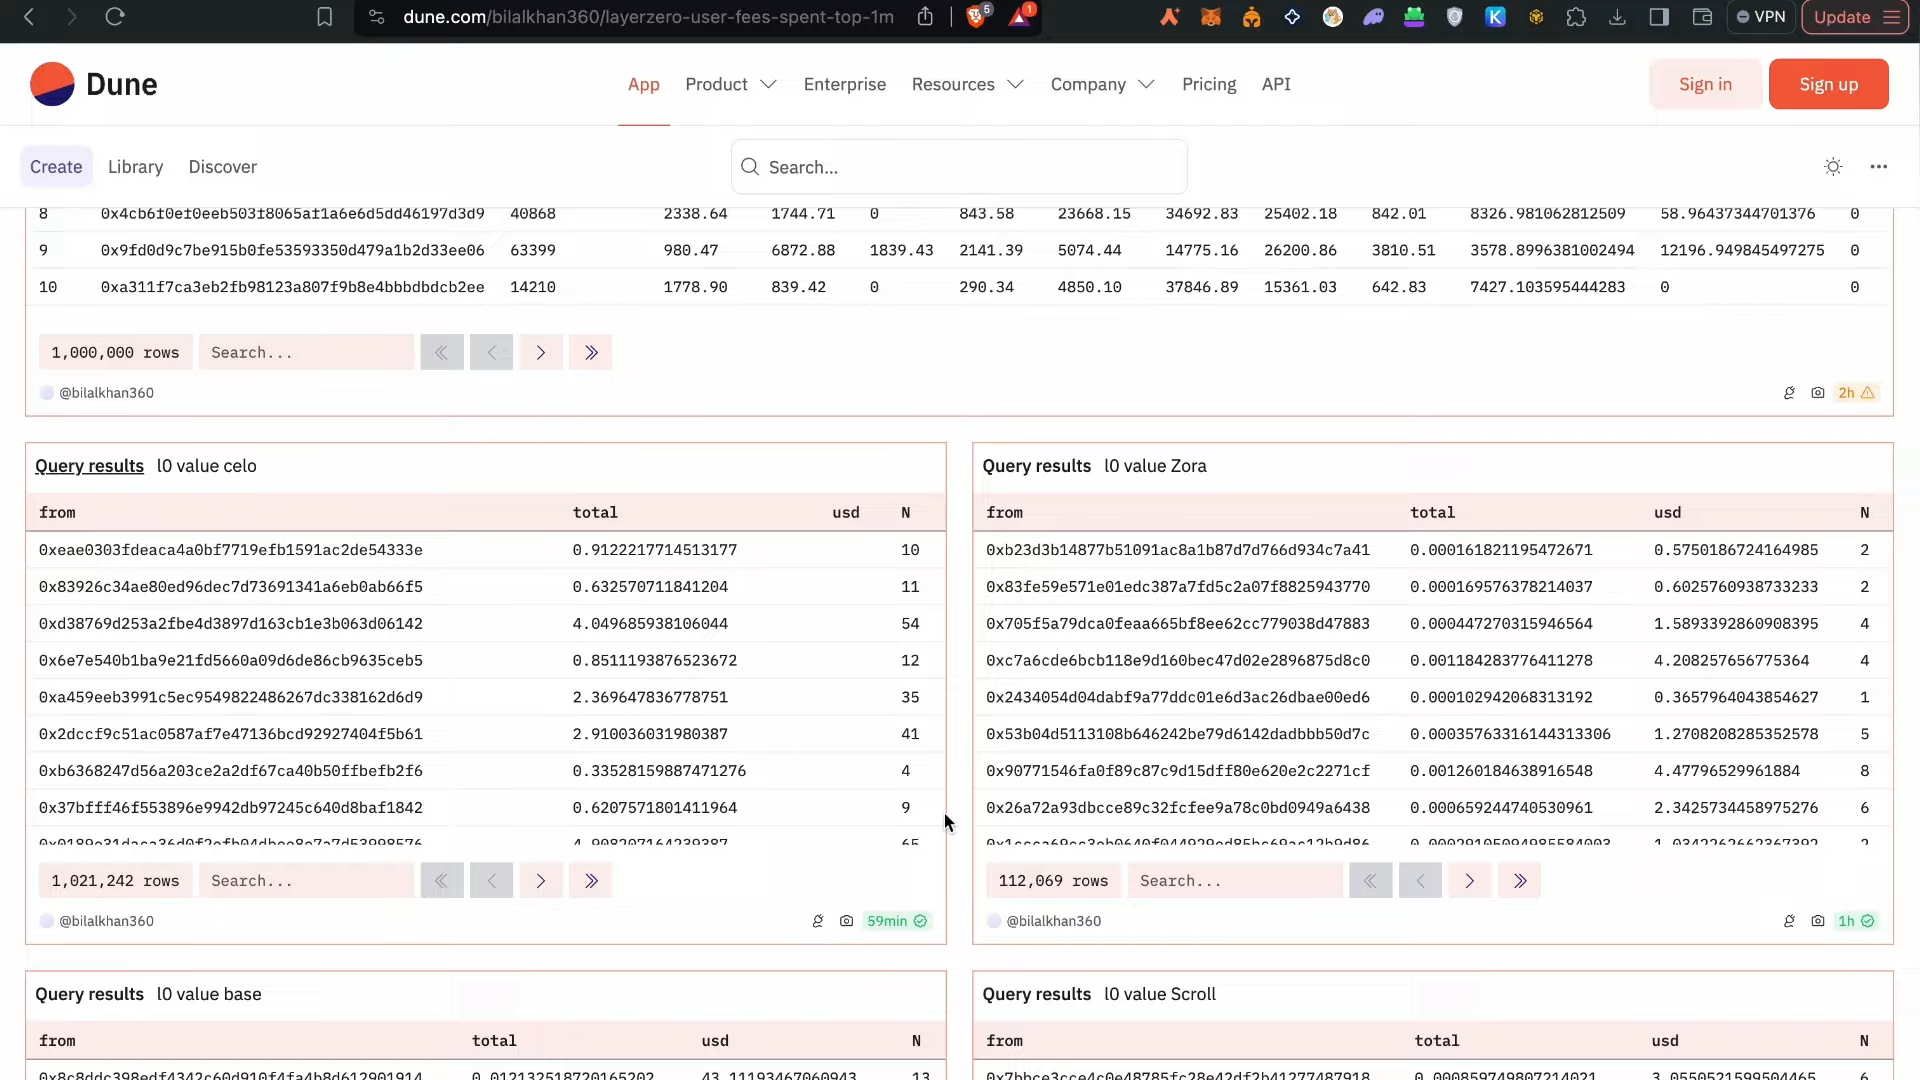 dune.com/bilalkhan360/layerzero-user-fees-spent-top-1m
5
1
VPN
Update
Dune
App Product Enterprise Resources Company Pricing API
Sign in Sign up
Create Library Discover
Search...
8 0x4cb6f0ef0eeb503f8065af1a6e6d5dd46197d3d9 40868 2338.64 1744.71 0 843.58 23668.15 34692.83 25402.18 842.01 8326.981062812509 58.96437344701376 0
9 0x9fd0d9c7be915b0fe53593350d479a1b2d33ee06 63399 980.47 6872.88 1839.43 2141.39 5074.44 14775.16 26200.86 3810.51 3578.8996381002494 12196.949845497275 0
10 0xa311f7ca3eb2fb98123a807f9b8e4bbbdbdcb2ee 14210 1778.90 839.42 0 290.34 4850.10 37846.89 15361.03 642.83 7427.103595444283 0 0
1,000,000 rows Search...
@bilalkhan360 2h
Query results l0 value celo
from total usd N
0xeae0303fdeaca4a0bf7719efb1591ac2de54333e 0.9122217714513177 10
0x83926c34ae80ed96dec7d73691341a6eb0ab66f5 0.632570711841204 11
0xd38769d253a2fbe4d3897d163cb1e3b063d06142 4.049685938106044 54
0x6e7e540b1ba9e21fd5660a09d6de86cb9635ceb5 0.8511193876523672 12
0xa459eeb3991c5ec9549822486267dc338162d6d9 2.369647836778751 35
0x2dccf9c51ac0587af7e47136bcd92927404f5b61 2.910036031980387 41
0xb6368247d56a203ce2a2df67ca40b50ffbefb2f6 0.33528159887471276 4
0x37bfff46f553896e9942db97245c640d8baf1842 0.6207571801411964 9
1,021,242 rows Search...
@bilalkhan360 59min
Query results l0 value Zora
from total usd N
0xb23d3b14877b51091ac8a1b87d7d766d934c7a41 0.000161821195472671 0.5750186724164985 2
0x83fe59e571e01edc387a7fd5c2a07f8825943770 0.000169576378214037 0.6025760938733233 2
0x705f5a79dca0feaa665bf8ee62cc779038d47883 0.000447270315946564 1.5893392860908395 4
0xc7a6cde6bcb118e9d160bec47d02e2896875d8c0 0.001184283776411278 4.208257656775364 4
0x2434054d04dabf9a77ddc01e6d3ac26dbae00ed6 0.000102942068313192 0.3657964043854627 1
0x53b04d5113108b646242be79d6142dadbbb50d7c 0.00035763316144313306 1.2708208285352578 5
0x90771546fa0f89c87c9d15dff80e620e2c2271cf 0.001260184638916548 4.47796529961884 8
0x26a72a93dbcce89c32fcfee9a78c0bd0949a6438 0.000659244740530961 2.3425734458975276 6
112,069 rows Search...
@bilalkhan360 1h
Query results l0 value base
from total usd N
Query results l0 value Scroll
from total usd N